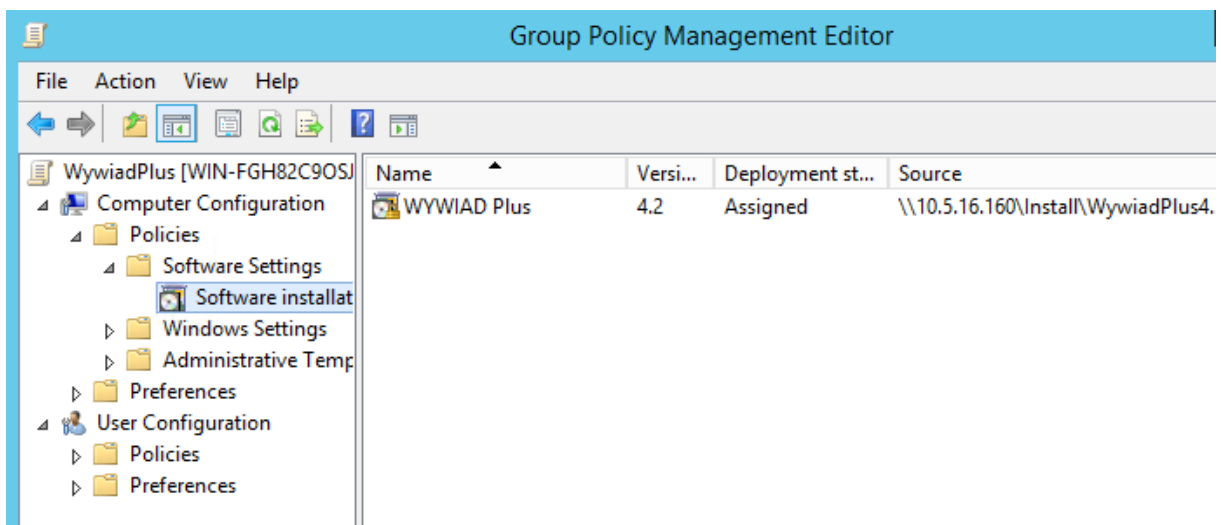 Group Policy Management Editor
File Action View Help
WywiadPlus [WIN-FGH82C9OSJ
Computer Configuration
Policies
Software Settings
Software installat
Windows Settings
Administrative Temp
Preferences
User Configuration
Policies
Preferences
Name Versi... Deployment st... Source
WYWIAD Plus 4.2 Assigned \\10.5.16.160\Install\WywiadPlus4.